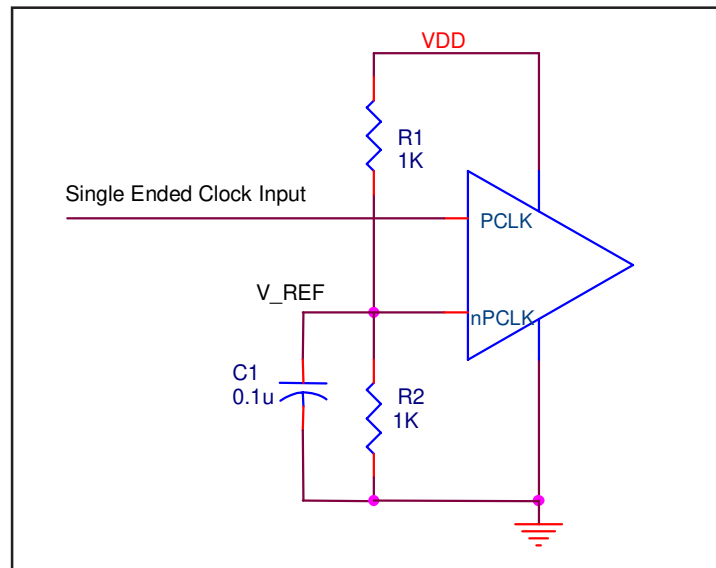 VDD
R1
1K
Single Ended Clock Input
PCLK
V_REF
nPCLK
C1
0.1u
R2
1K